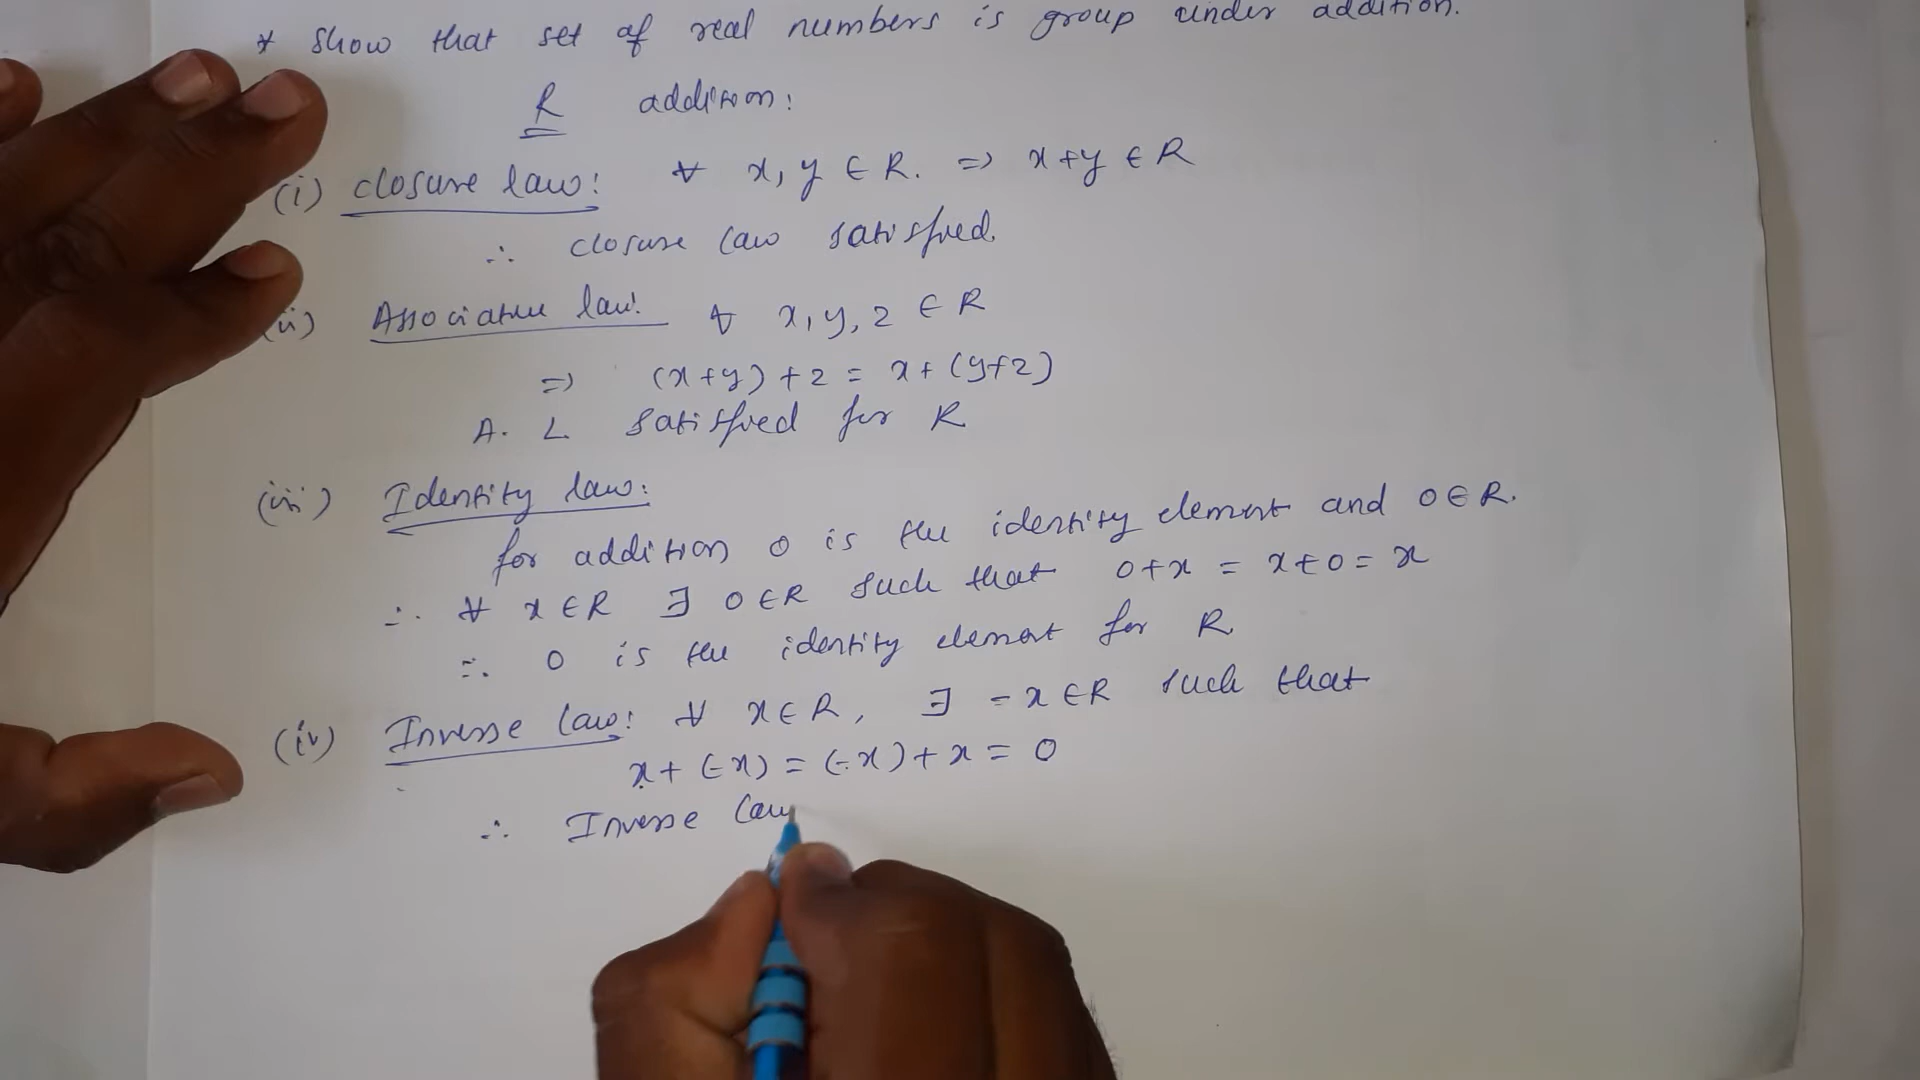 * Show that set of real numbers is group under addition.
R addition:
(i) closure law: ∀ x, y ∈ R. => x+y ∈ R
∴ closure law satisfied.
(ii) Associative law: ∀ x, y, z ∈ R
=> (x+y)+z = x+(y+z)
A. L satisfied for R
(iii) Identity law:
for addition 0 is the identity element and 0∈R.
∴ ∀ x∈R ∃ 0∈R such that 0+x = x+0 = x
∴ 0 is the identity element for R
(iv) Inverse law: ∀ x∈R, ∃ -x∈R such that
x+(-x) = (-x)+x = 0
∴ Inverse law